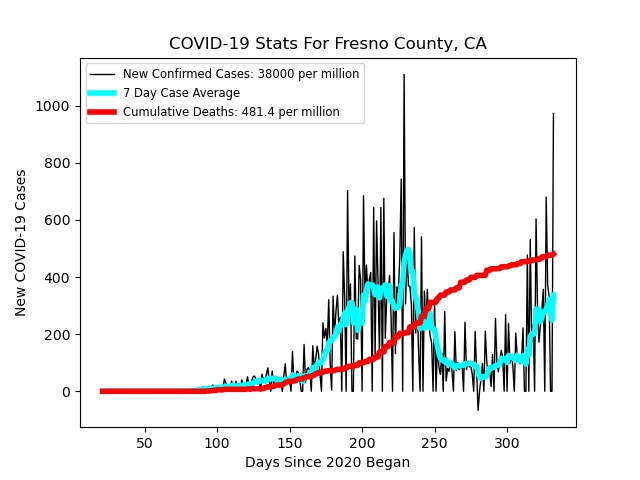 COVID-19 Stats For Fresno County, CA
New Confirmed Cases: 38000 per million
7 Day Case Average
Cumulative Deaths: 481.4 per million
New COVID-19 Cases
1000
800
600
400
200
0
50
100
150
200
250
300
Days Since 2020 Began